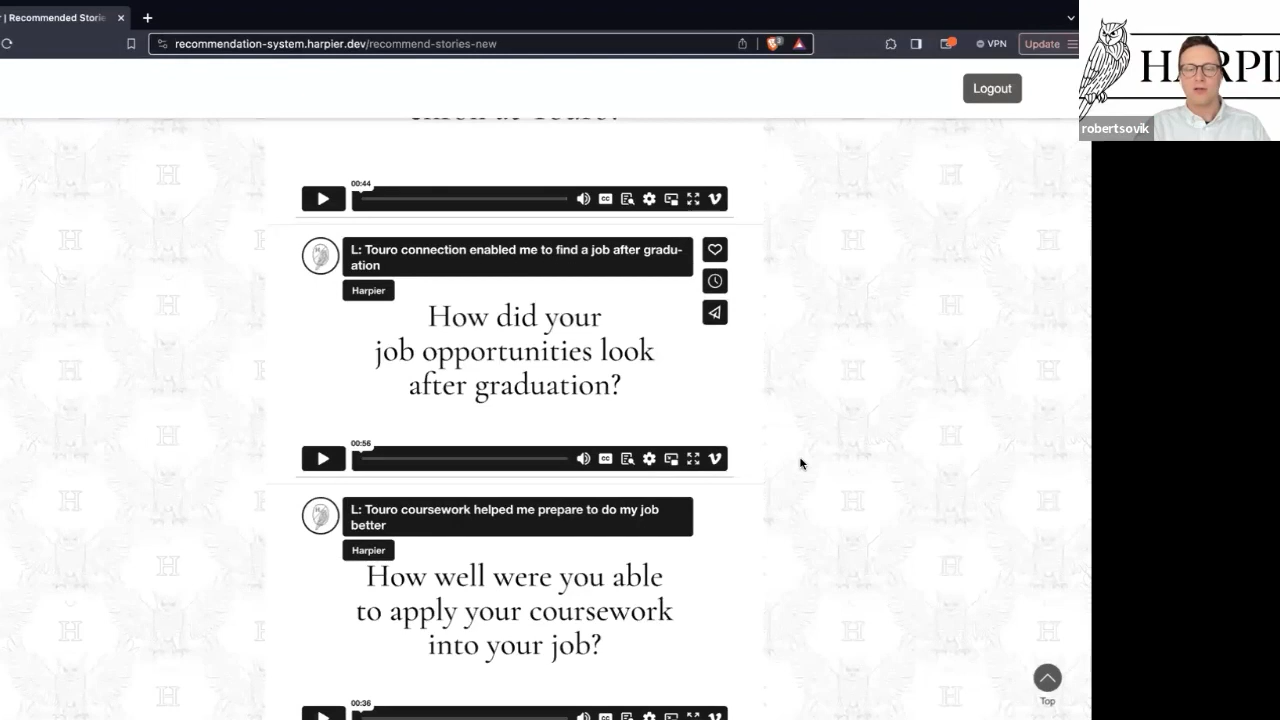 | Recommended Storie
recommendation-system.harpier.dev/recommend-stories-new
VPN
Update
HARPIE
robertsovik
Logout
00:44
L: Touro connection enabled me to find a job after gradu-
ation
Harpier
How did your
job opportunities look
after graduation?
00:56
L: Touro coursework helped me prepare to do my job
better
Harpier
How well were you able
to apply your coursework
into your job?
00:36
Top